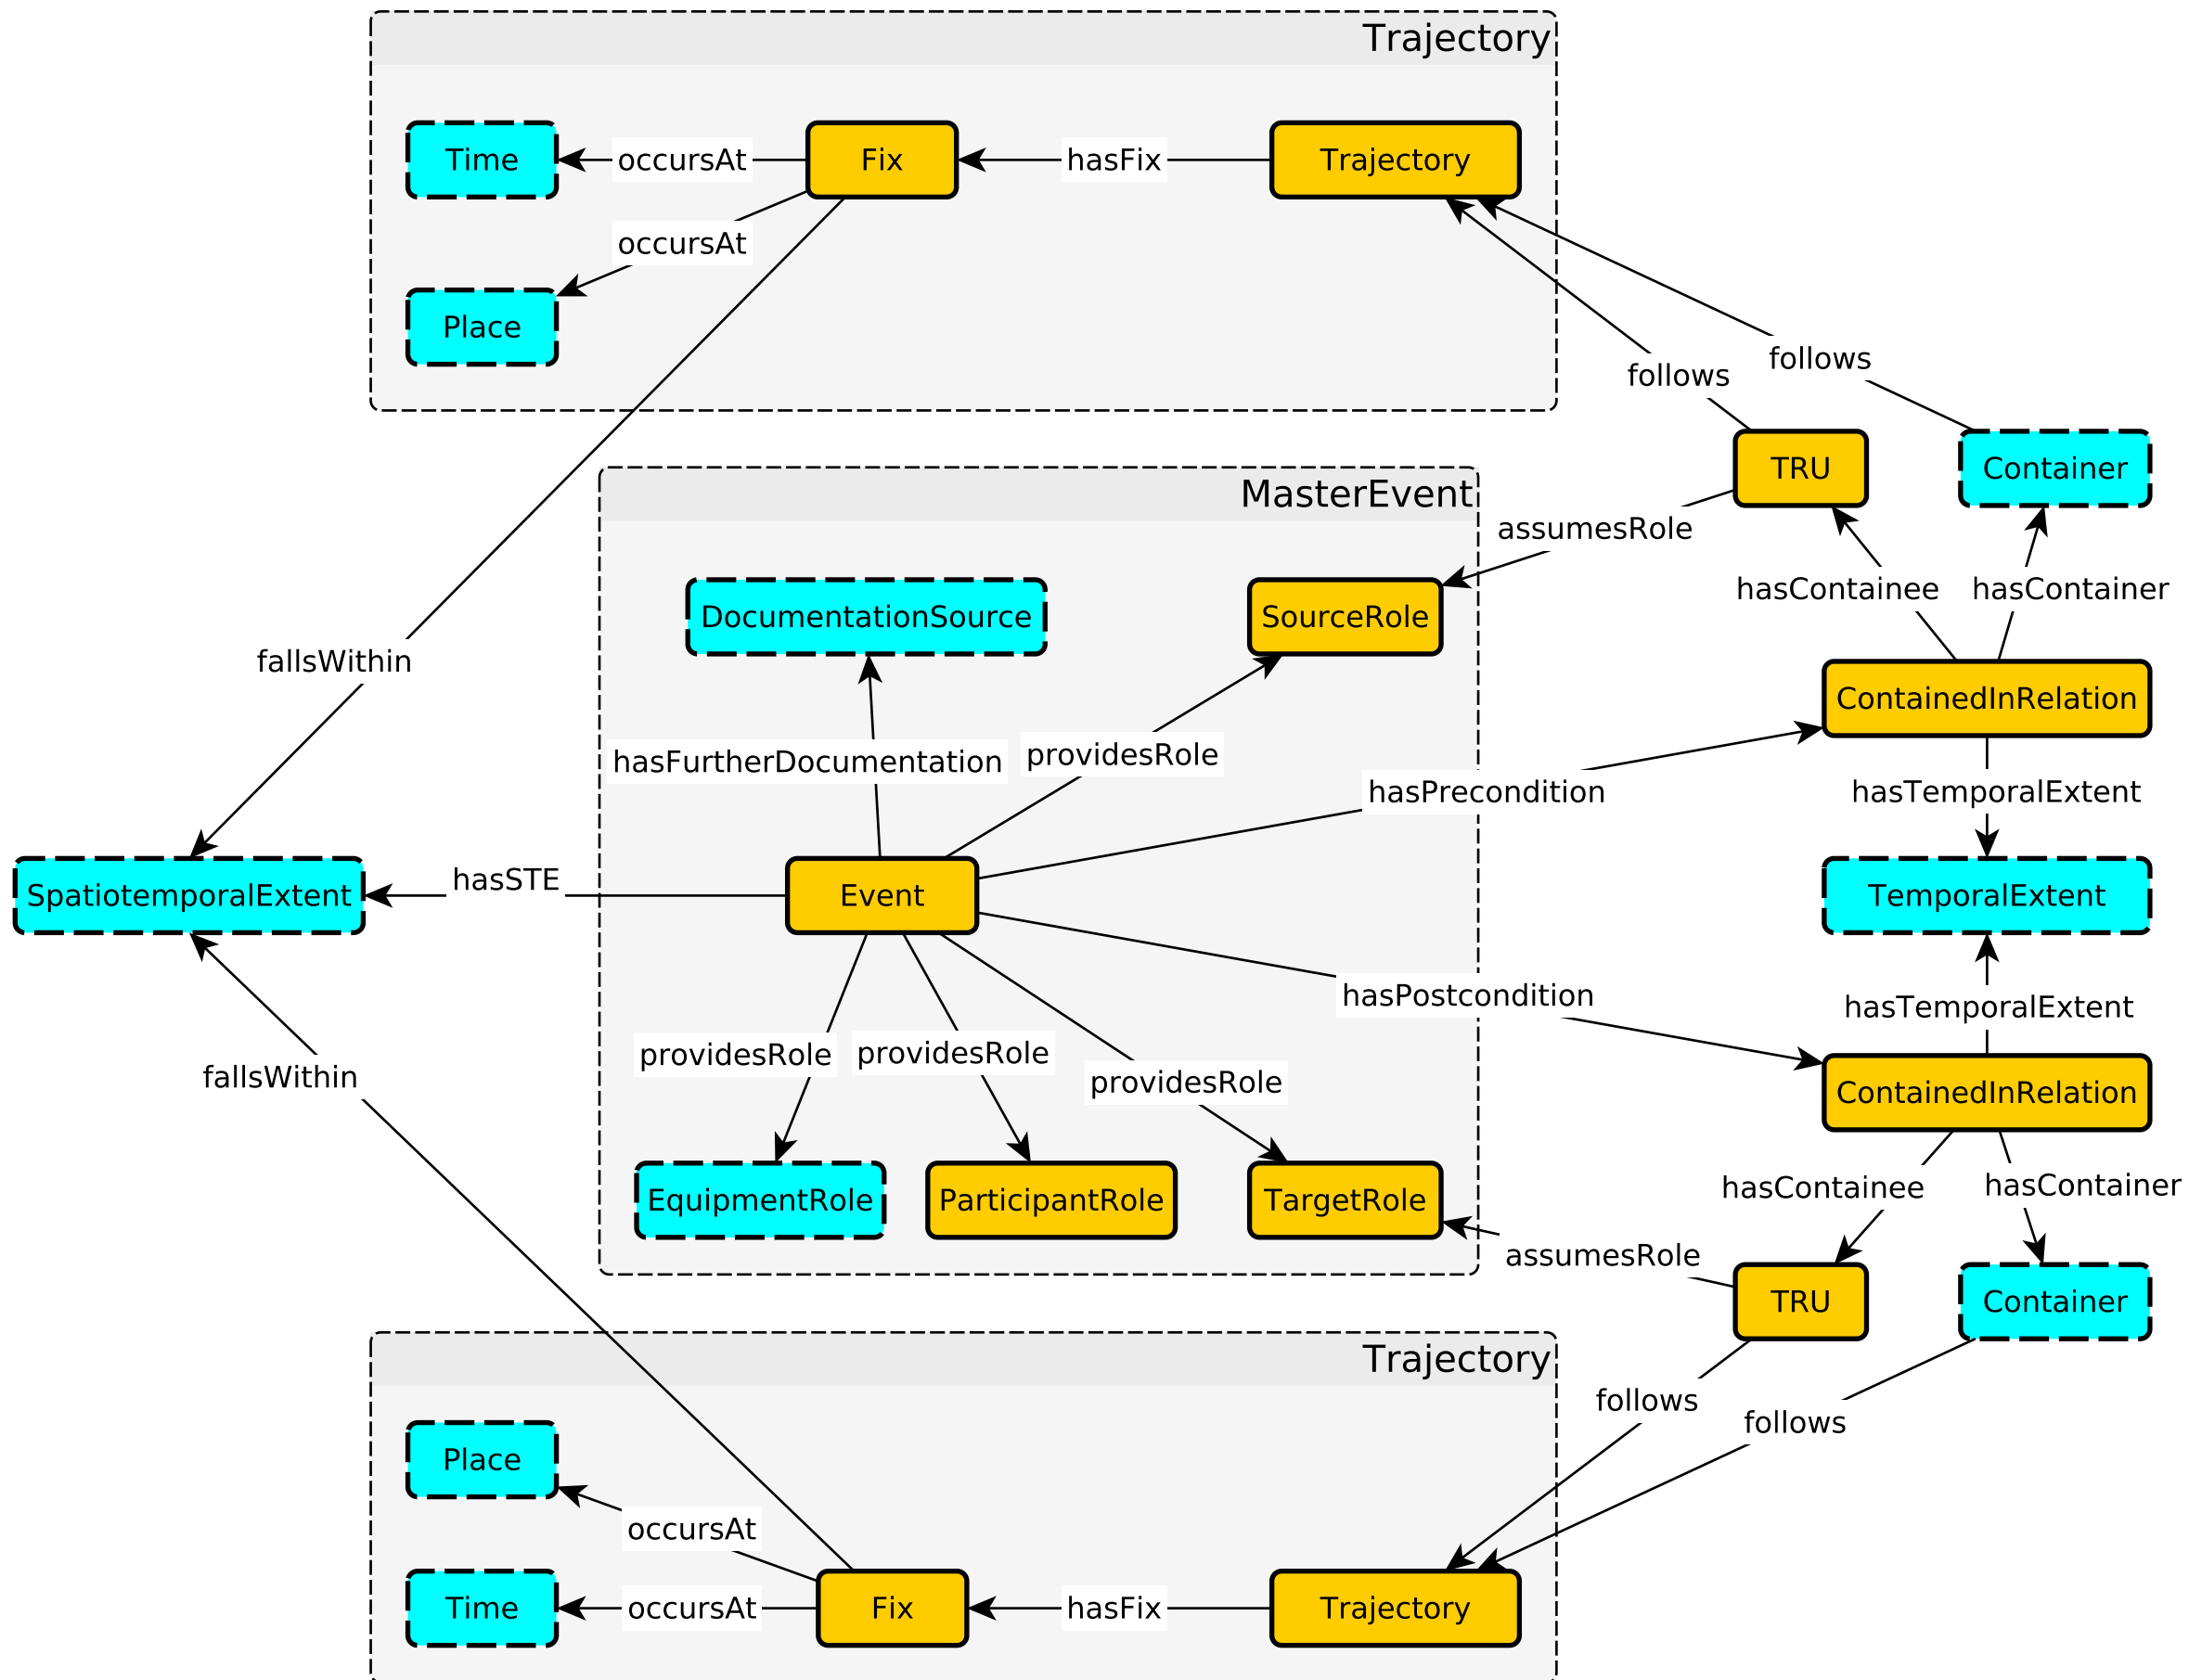 Trajectory
Time
occursAt
Fix
hasFix
Trajectory
occursAt
Place
follows
follows
TRU
Container
MasterEvent
assumesRole
hasContainee
hasContainer
DocumentationSource
SourceRole
fallsWithin
ContainedInRelation
hasFurtherDocumentation
providesRole
hasPrecondition
hasTemporalExtent
SpatiotemporalExtent
hasSTE
Event
TemporalExtent
hasPostcondition
hasTemporalExtent
providesRole
providesRole
providesRole
fallsWithin
ContainedInRelation
hasContainee
hasContainer
EquipmentRole
ParticipantRole
TargetRole
assumesRole
TRU
Container
Trajectory
follows
follows
Place
occursAt
Time
occursAt
Fix
hasFix
Trajectory